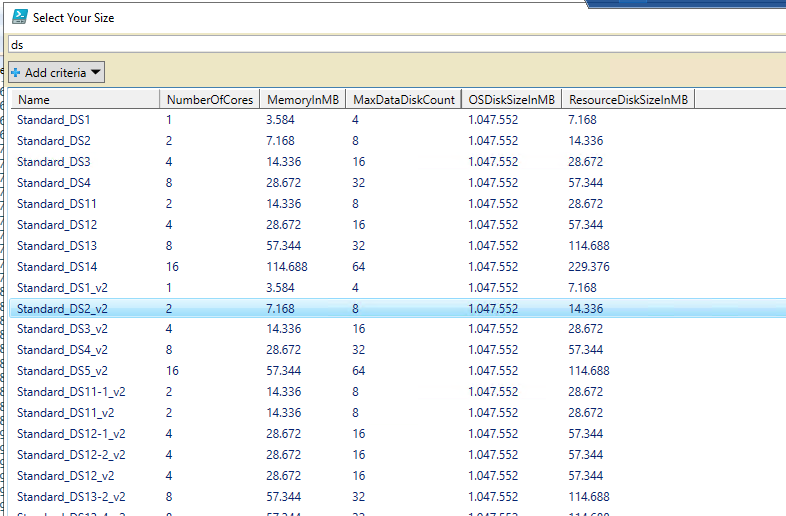 Select Your Size
ds
Add criteria
Name NumberOfCores MemoryInMB MaxDataDiskCount OSDiskSizeInMB ResourceDiskSizeInMB
Standard_DS1 1 3.584 4 1.047.552 7.168
Standard_DS2 2 7.168 8 1.047.552 14.336
Standard_DS3 4 14.336 16 1.047.552 28.672
Standard_DS4 8 28.672 32 1.047.552 57.344
Standard_DS11 2 14.336 8 1.047.552 28.672
Standard_DS12 4 28.672 16 1.047.552 57.344
Standard_DS13 8 57.344 32 1.047.552 114.688
Standard_DS14 16 114.688 64 1.047.552 229.376
Standard_DS1_v2 1 3.584 4 1.047.552 7.168
Standard_DS2_v2 2 7.168 8 1.047.552 14.336
Standard_DS3_v2 4 14.336 16 1.047.552 28.672
Standard_DS4_v2 8 28.672 32 1.047.552 57.344
Standard_DS5_v2 16 57.344 64 1.047.552 114.688
Standard_DS11-1_v2 2 14.336 8 1.047.552 28.672
Standard_DS11_v2 2 14.336 8 1.047.552 28.672
Standard_DS12-1_v2 4 28.672 16 1.047.552 57.344
Standard_DS12-2_v2 4 28.672 16 1.047.552 57.344
Standard_DS12_v2 4 28.672 16 1.047.552 57.344
Standard_DS13-2_v2 8 57.344 32 1.047.552 114.688